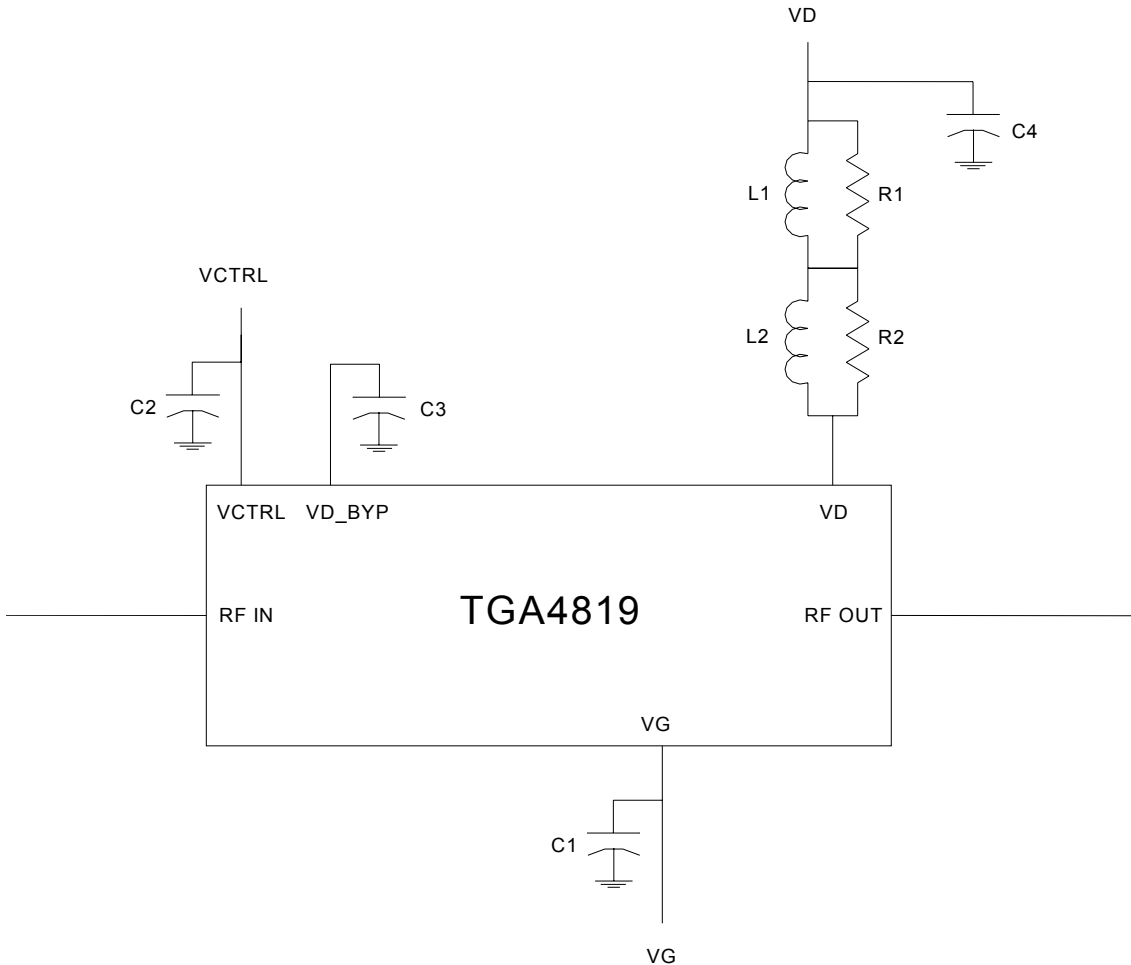 VD
C4
L1
R1
VCTRL
L2
R2
C2
C3
VCTRL
VD_BYP
VD
RF IN
TGA4819
RF OUT
VG
C1
VG